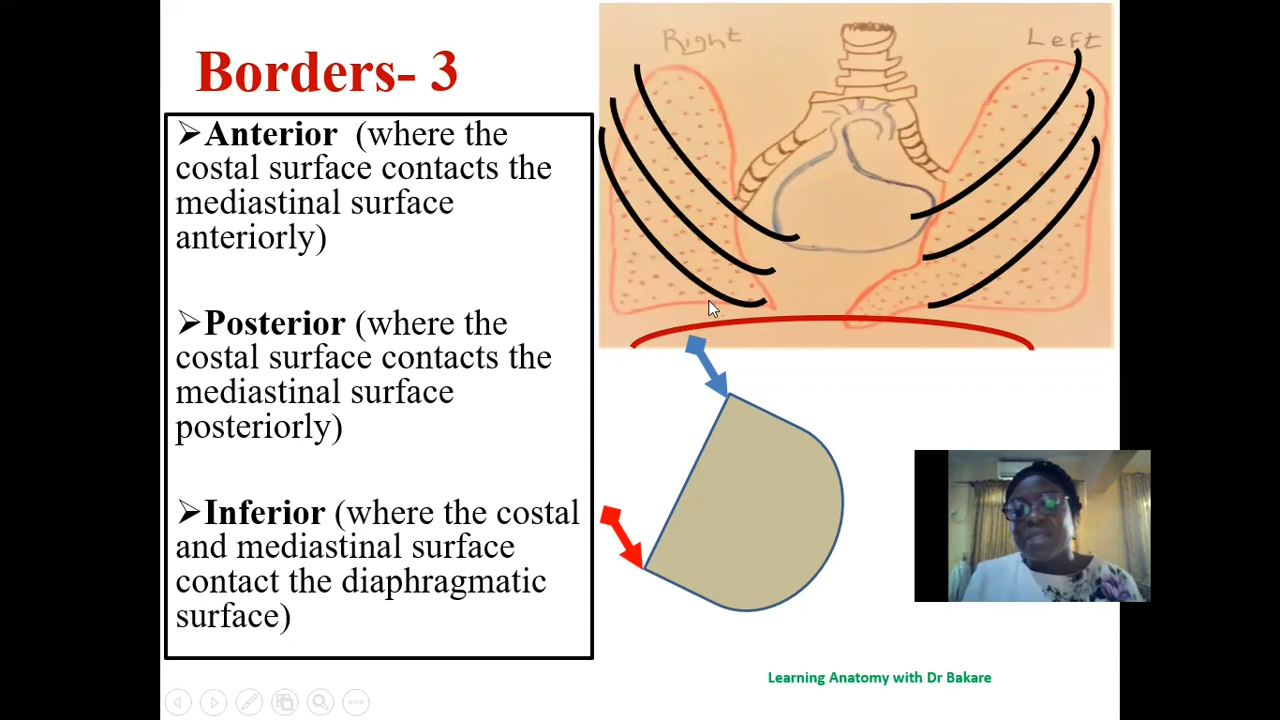 Borders- 3
➢Anterior (where the
costal surface contacts the
mediastinal surface
anteriorly)
➢Posterior (where the
costal surface contacts the
mediastinal surface
posteriorly)
➢Inferior (where the costal
and mediastinal surface
contact the diaphragmatic
surface)
Right
Left
Learning Anatomy with Dr Bakare